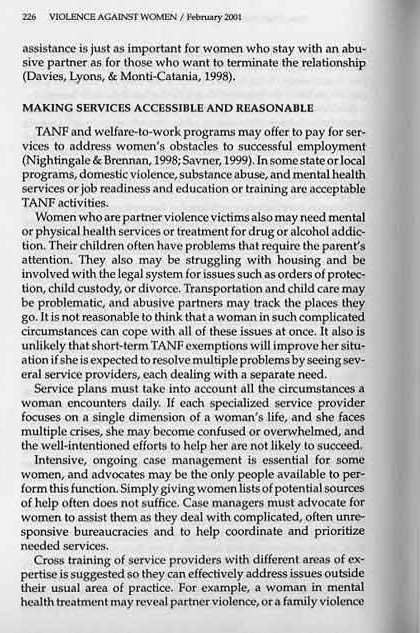 226 VIOLENCE AGAINST WOMEN / February 2001
assistance is just as important for women who stay with an abu-
sive partner as for those who want to terminate the relationship
(Davies, Lyons, & Monti-Catania, 1998).
MAKING SERVICES ACCESSIBLE AND REASONABLE
TANF and welfare-to-work programs may offer to pay for ser-
vices to address women's obstacles to successful employment
(Nightingale & Brennan, 1998; Savner, 1999). In some state or local
programs, domestic violence, substance abuse, and mental health
services or job readiness and education or training are acceptable
TANF activities.
Women who are partner violence victims also may need mental
or physical health services or treatment for drug or alcohol addic-
tion. Their children often have problems that require the parent's
attention. They also may be struggling with housing and be
involved with the legal system for issues such as orders of protec-
tion, child custody, or divorce. Transportation and child care may
be problematic, and abusive partners may track the places they
go. It is not reasonable to think that a woman in such complicated
circumstances can cope with all of these issues at once. It also is
unlikely that short-term TANF exemptions will improve her situ-
ation if she is expected to resolve multiple problems by seeing sev-
eral service providers, each dealing with a separate need.
Service plans must take into account all the circumstances a
woman encounters daily. If each specialized service provider
focuses on a single dimension of a woman's life, and she faces
multiple crises, she may become confused or overwhelmed, and
the well-intentioned efforts to help her are not likely to succeed.
Intensive, ongoing case management is essential for some
women, and advocates may be the only people available to per-
form this function. Simply giving women lists of potential sources
of help often does not suffice. Case managers must advocate for
women to assist them as they deal with complicated, often unre-
sponsive bureaucracies and to help coordinate and prioritize
needed services.
Cross training of service providers with different areas of ex-
pertise is suggested so they can effectively address issues outside
their usual area of practice. For example, a woman in mental
health treatment may reveal partner violence, or a family violence